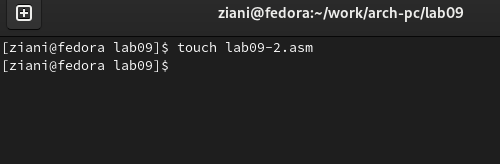 ziani@fedora:~/work/arch-pc/lab09
[ziani@fedora lab09]$ touch lab09-2.asm
[ziani@fedora lab09]$